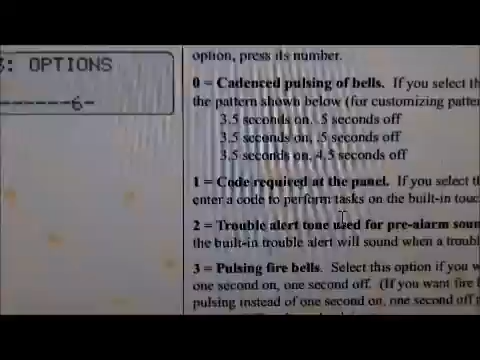 3: OPTIONS
-------6-
option, press its number.
0 = Cadenced pulsing of bells. If you select th
the pattern shown below (for customizing patter
3.5 seconds on, .5 seconds off
3.5 seconds on, .5 seconds off
3.5 seconds on, 4.5 seconds off
1 = Code required at the panel. If you select th
enter a code to perform tasks on the built-in touc
2 = Trouble alert tone used for pre-alarm soun
the built-in trouble alert will sound when a troubl
3 = Pulsing fire bells. Select this option if you w
one second on, one second off. (If you want fire b
pulsing instead of one second on, one second off